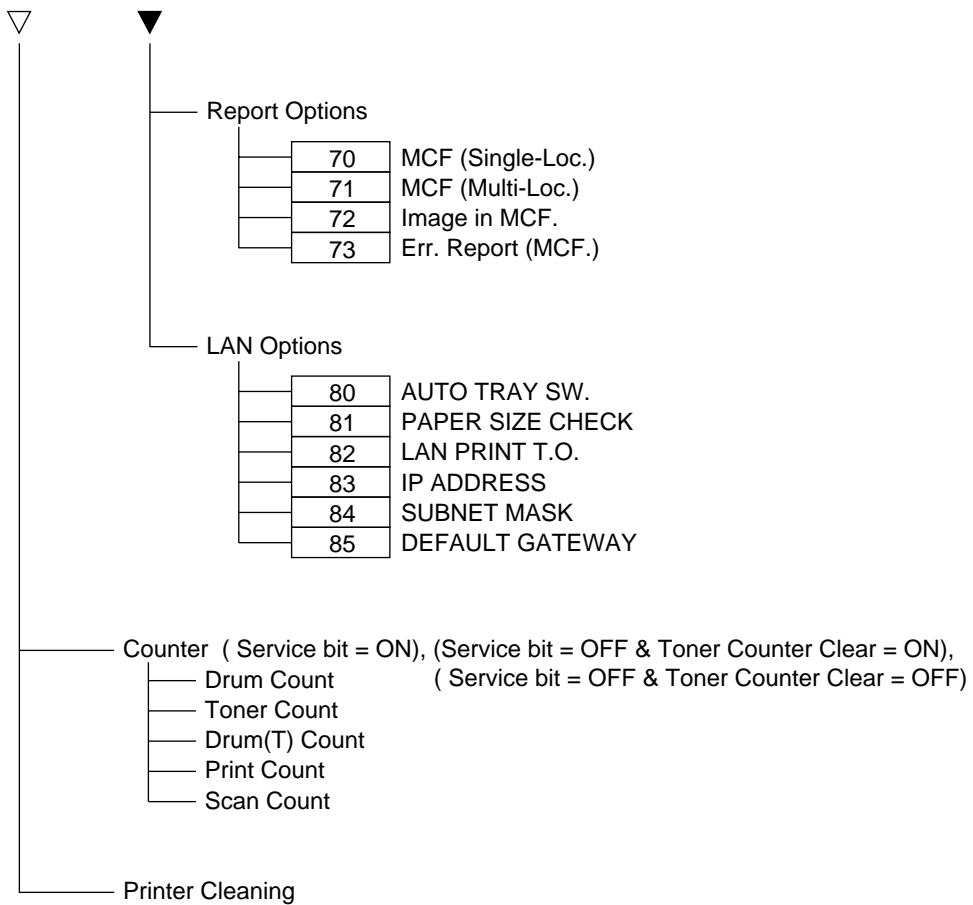 Report Options
70 MCF (Single-Loc.)
71 MCF (Multi-Loc.)
72 Image in MCF.
73 Err. Report (MCF.)
LAN Options
80 AUTO TRAY SW.
81 PAPER SIZE CHECK
82 LAN PRINT T.O.
83 IP ADDRESS
84 SUBNET MASK
85 DEFAULT GATEWAY
Counter ( Service bit = ON), (Service bit = OFF & Toner Counter Clear = ON),
Drum Count ( Service bit = OFF & Toner Counter Clear = OFF)
Toner Count
Drum(T) Count
Print Count
Scan Count
Printer Cleaning